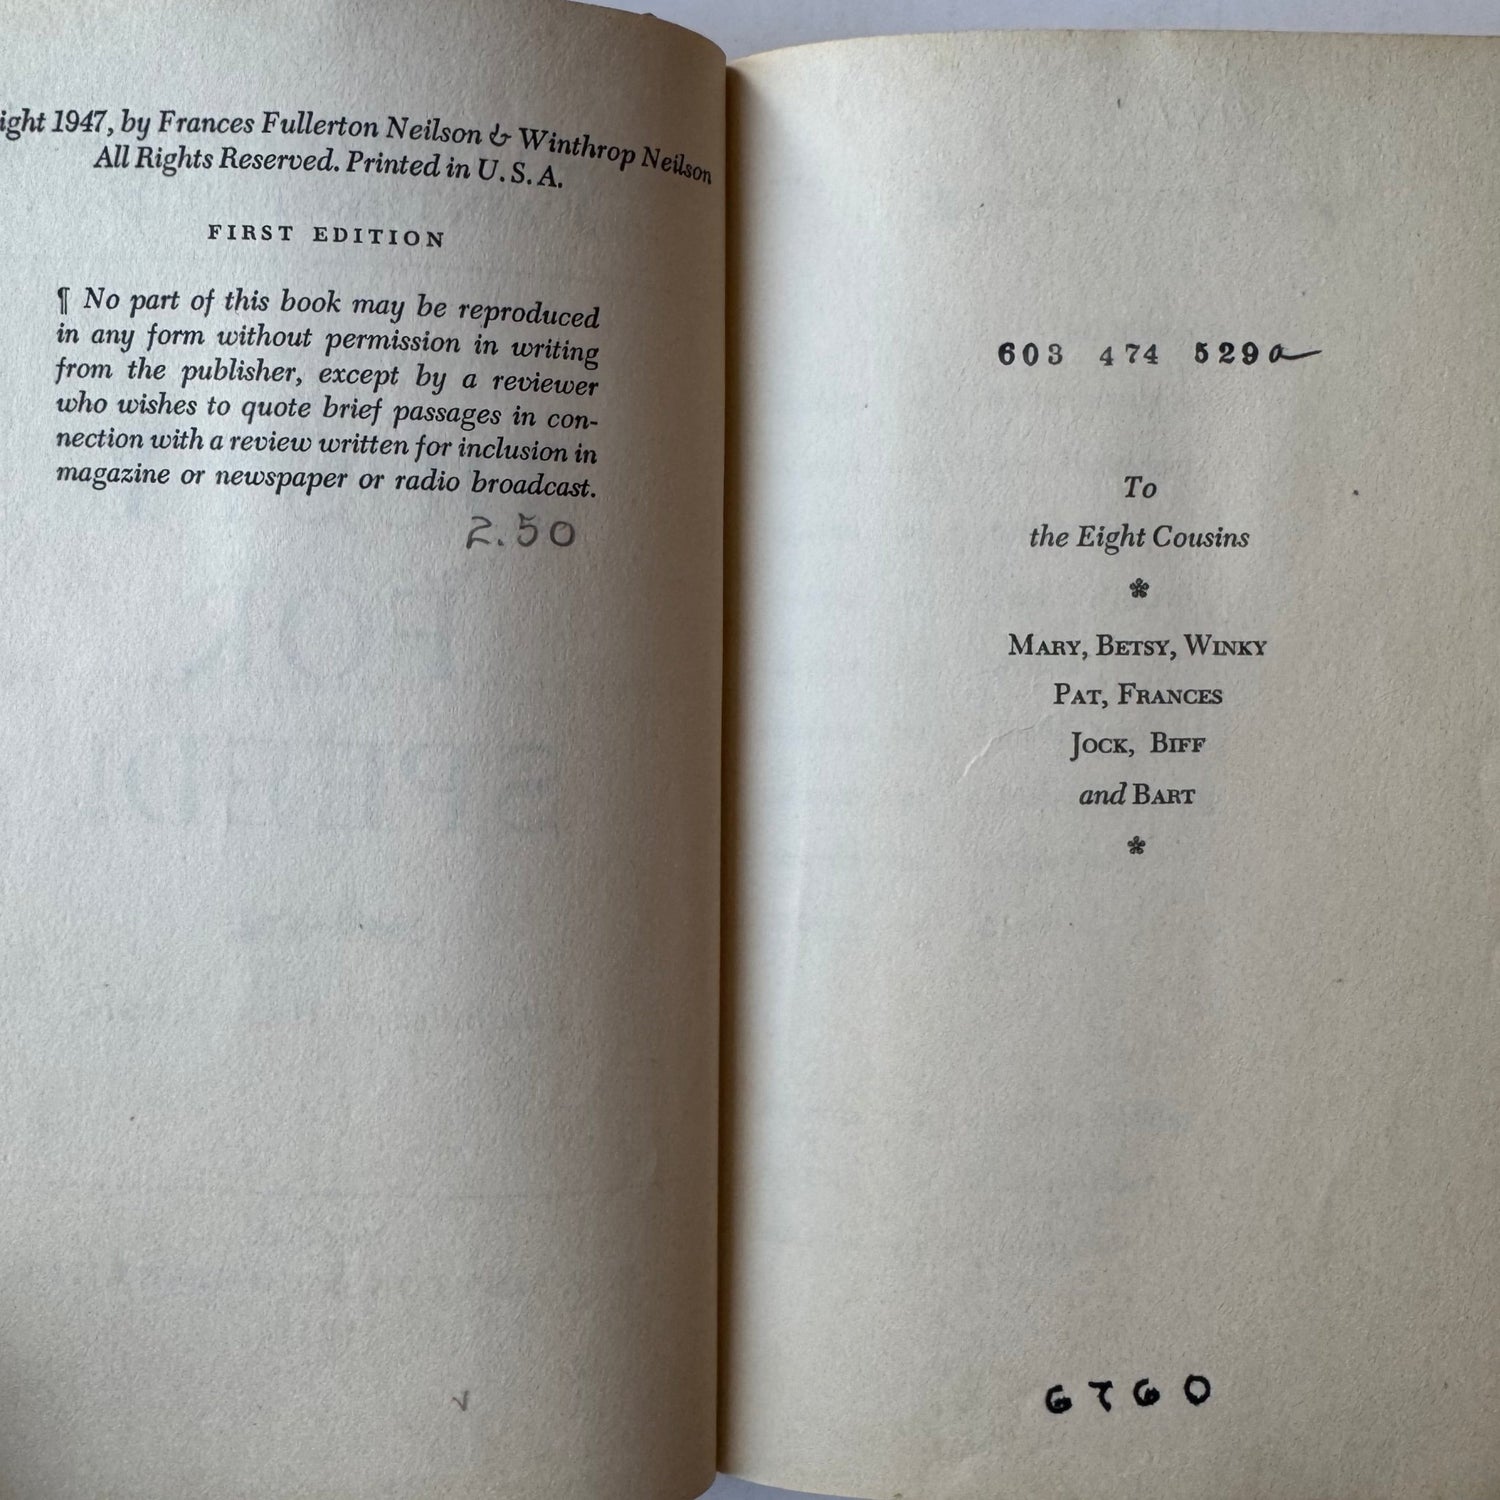 ight 1947, by Frances Fullerton Neilson & Winthrop Neilson
All Rights Reserved. Printed in U. S. A.
FIRST EDITION
¶ No part of this book may be reproduced
in any form without permission in writing
from the publisher, except by a reviewer
who wishes to quote brief passages in con-
nection with a review written for inclusion in
magazine or newspaper or radio broadcast.
2.50
603 474 529a
To
the Eight Cousins
MARY, BETSY, WINKY
PAT, FRANCES
JOCK, BIFF
and BART
6760